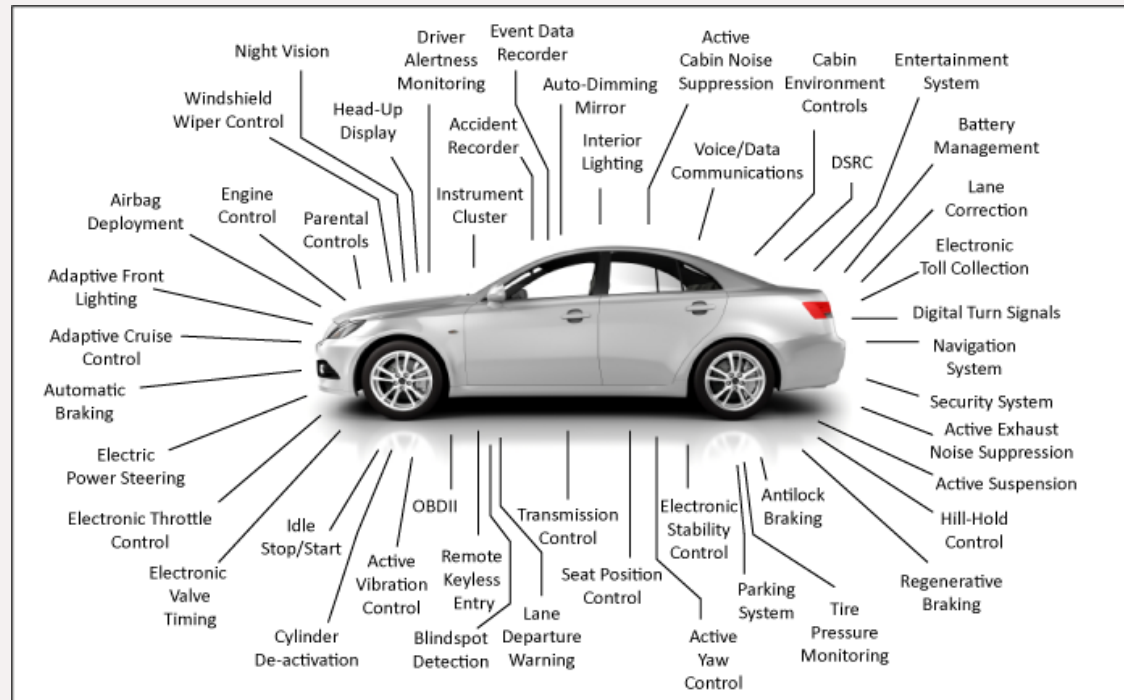 Night Vision
Driver
Alertness
Monitoring
Event Data
Recorder
Active
Cabin Noise
Suppression
Cabin
Environment
Controls
Entertainment
System
Windshield
Wiper Control
Head-Up
Display
Accident
Recorder
Auto-Dimming
Mirror
Interior
Lighting
Voice/Data
Communications
DSRC
Battery
Management
Airbag
Deployment
Engine
Control
Parental
Controls
Instrument
Cluster
Lane
Correction
Electronic
Toll Collection
Adaptive Front
Lighting
Digital Turn Signals
Adaptive Cruise
Control
Navigation
System
Automatic
Braking
Security System
Electric
Power Steering
Active Exhaust
Noise Suppression
Active Suspension
Electronic Throttle
Control
Idle
Stop/Start
OBDII
Transmission
Control
Electronic
Stability
Control
Antilock
Braking
Hill-Hold
Control
Electronic
Valve
Timing
Active
Vibration
Control
Remote
Keyless
Entry
Seat Position
Control
Parking
System
Regenerative
Braking
Cylinder
De-activation
Blindspot
Detection
Lane
Departure
Warning
Active
Yaw
Control
Tire
Pressure
Monitoring